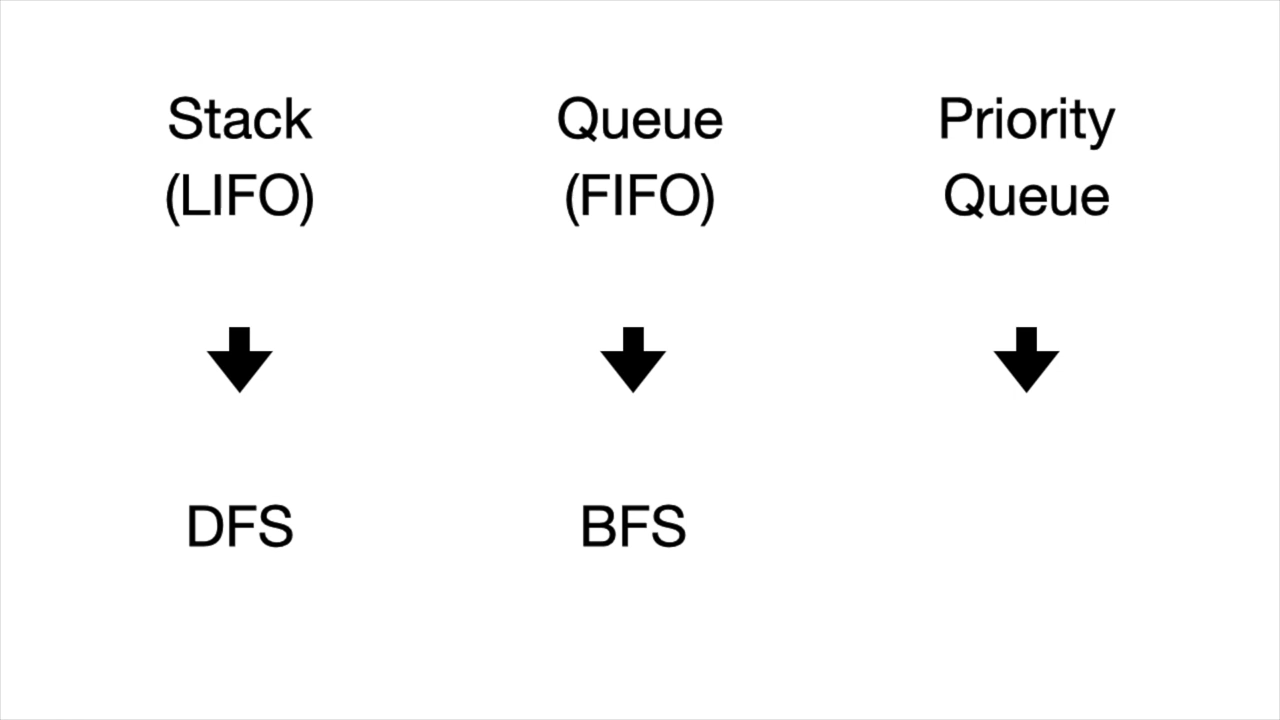 Stack
(LIFO)
Queue
(FIFO)
Priority
Queue
DFS
BFS